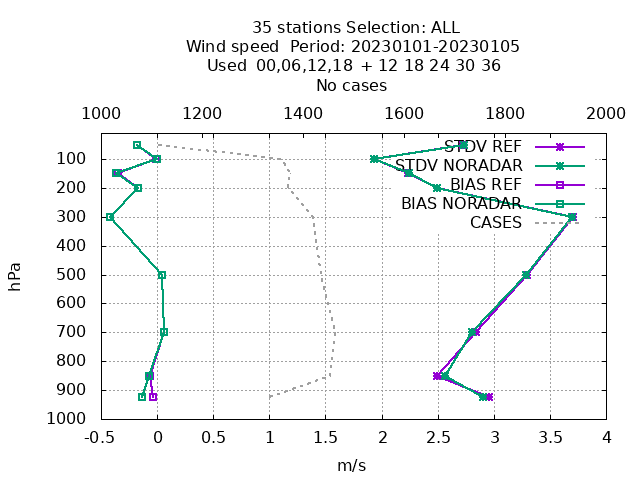 35 stations Selection: ALL
Wind speed  Period: 20230101-20230105
Used  00,06,12,18  + 12 18 24 30 36
No cases
1000 1200 1400 1600 1800 2000
STDV REF
STDV NORADAR
BIAS REF
BIAS NORADAR
CASES
hPa
100
200
300
400
500
600
700
800
900
1000
-0.5 0 0.5 1 1.5 2 2.5 3 3.5 4
m/s